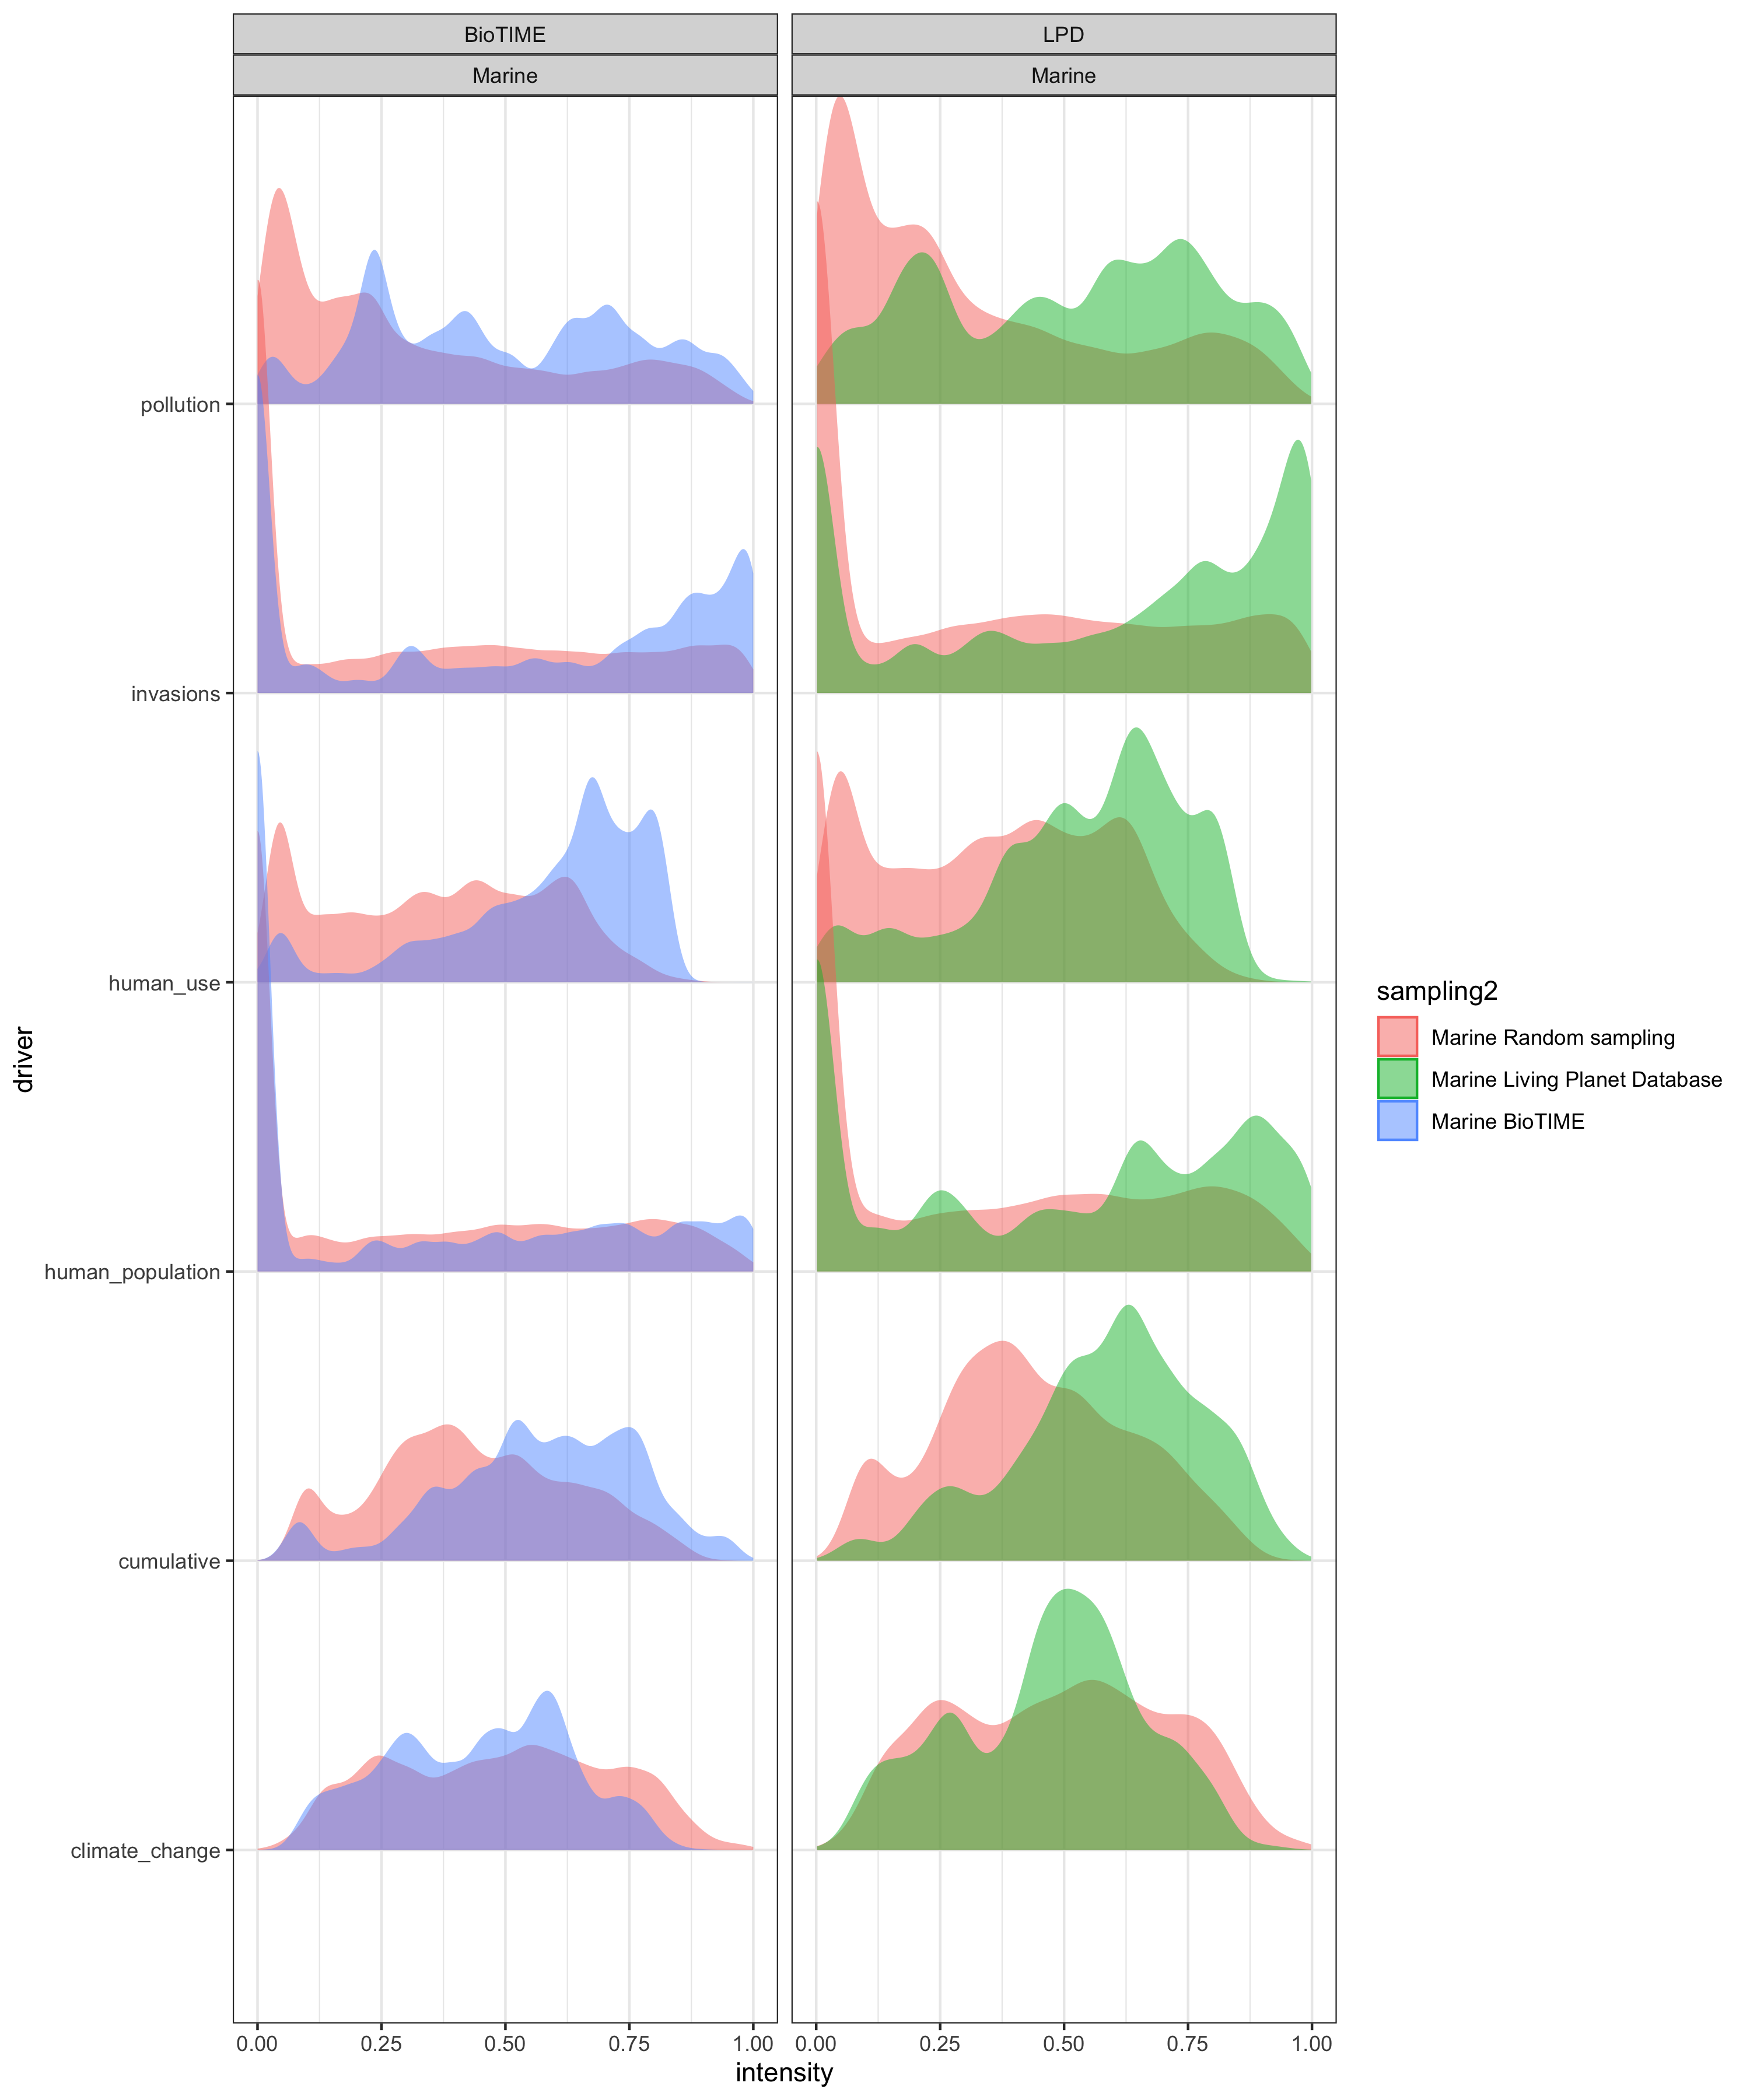 BioTIME
LPD
Marine
Marine
driver
pollution
invasions
human_use
human_population
cumulative
climate_change
0.00 0.25 0.50 0.75 1.00
0.00 0.25 0.50 0.75 1.00
intensity
sampling2
Marine Random sampling
Marine Living Planet Database
Marine BioTIME